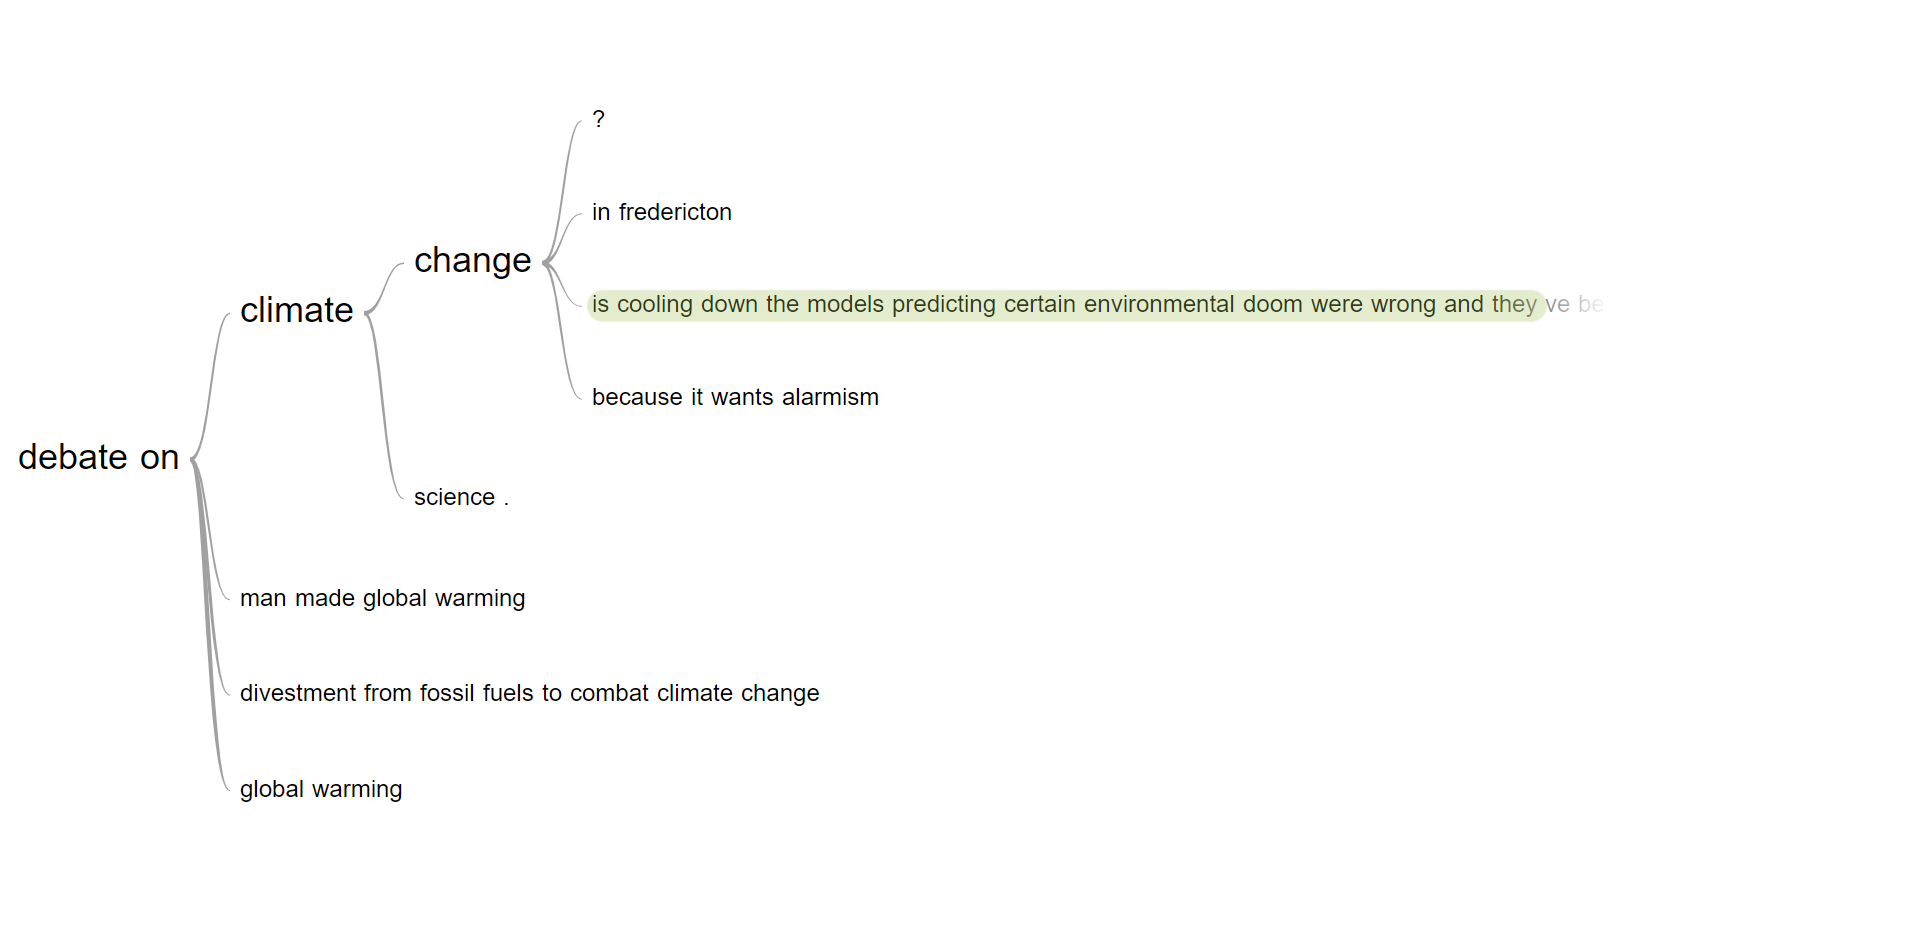 ?
in fredericton
change
climate
is cooling down the models predicting certain environmental doom were wrong and they ve be
because it wants alarmism
debate on
science .
man made global warming
divestment from fossil fuels to combat climate change
global warming